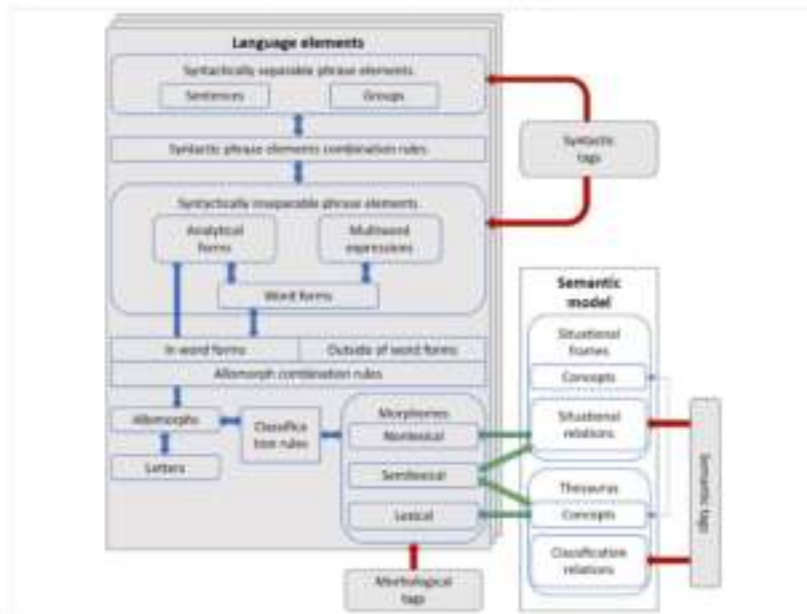 Language elements
Syntactically separable phrase elements
Sentences
Groups
Syntactic phrase elements combination rules
Syntactic
tags
Syntactically inseparable phrase elements
Analytical
forms
Multiword
expressions
Word forms
In word forms
Outside of word forms
Allomorph combination rules
Allomorphs
Letters
Classifica
tion rules
Morphemes
Nonlexical
Semilexical
Lexical
Morphological
tags
Semantic
model
Situational
frames
Concepts
Situational
relations
Thesaurus
Concepts
Classification
relations
Semantic tags